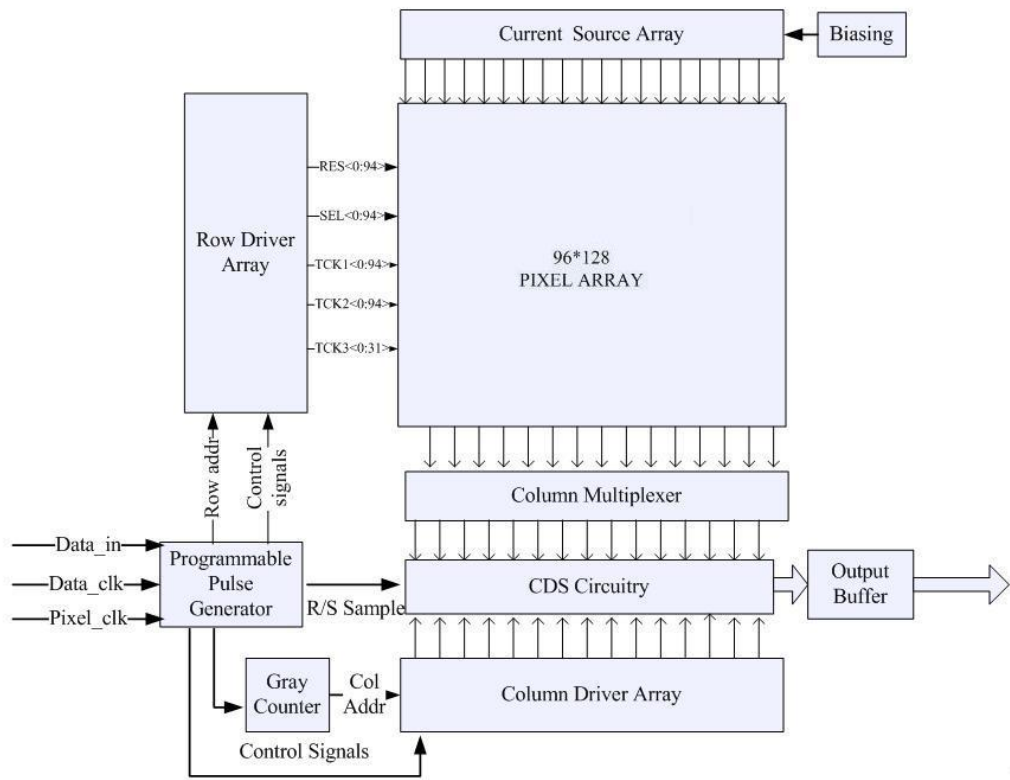 Current Source Array
Biasing
RES<0:94>
SEL<0:94>
Row Driver
Array
TCK1<0:94>
TCK2<0:94>
TCK3<0:31>
96*128
PIXEL ARRAY
Row addr
Control
signals
Column Multiplexer
Data_in
Data_clk
Pixel_clk
Programmable
Pulse
Generator
R/S Sample
CDS Circuitry
Output
Buffer
Gray
Counter
Col
Addr
Column Driver Array
Control Signals